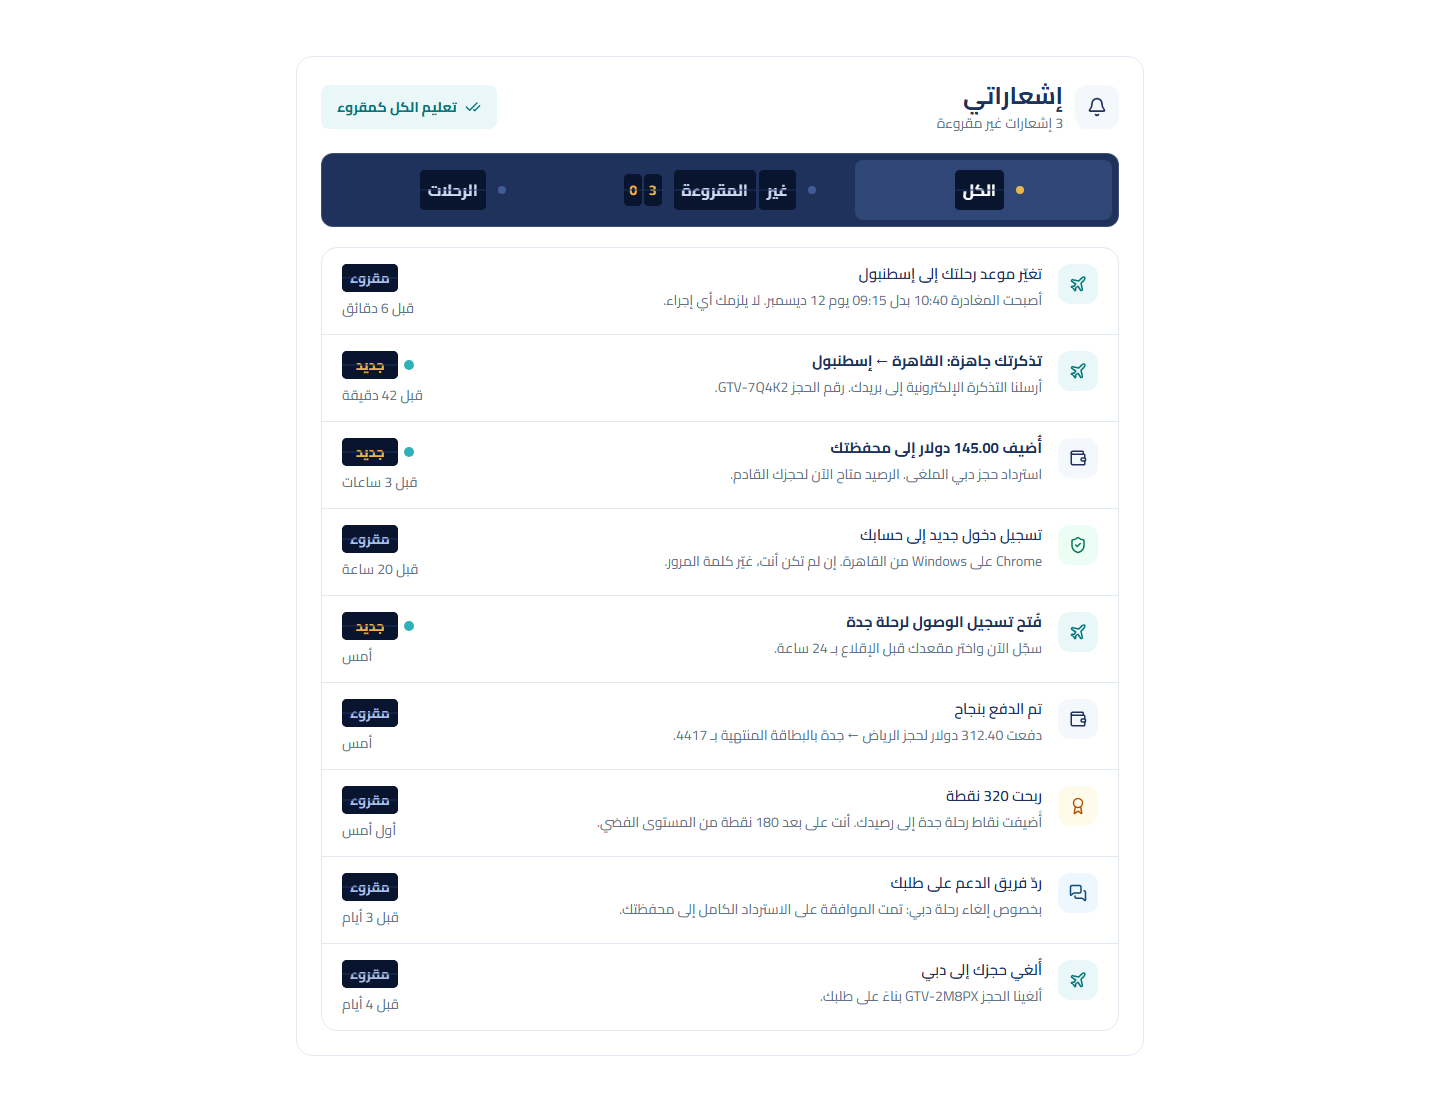 إشعاراتي
3 إشعارات غير مقروءة
تعليم الكل كمقروء
الكل
غير المقروءة
03
الرحلات
تغيّر موعد رحلتك إلى إسطنبول
أصبحت المغادرة 10:40 بدل 09:15 يوم 12 ديسمبر. لا يلزمك أي إجراء.
مقروء
قبل 6 دقائق
تذكرتك جاهزة: القاهرة ← إسطنبول
أرسلنا التذكرة الإلكترونية إلى بريدك. رقم الحجز GTV-7Q4K2.
جديد
قبل 42 دقيقة
أُضيف 145.00 دولار إلى محفظتك
استرداد حجز دبي الملغى. الرصيد متاح الآن لحجزك القادم.
جديد
قبل 3 ساعات
تسجيل دخول جديد إلى حسابك
Chrome على Windows من القاهرة. إن لم تكن أنت، غيّر كلمة المرور.
مقروء
قبل 20 ساعة
فُتح تسجيل الوصول لرحلة جدة
سجّل الآن واختر مقعدك قبل الإقلاع بـ 24 ساعة.
جديد
أمس
تم الدفع بنجاح
دفعت 312.40 دولار لحجز الرياض ← جدة بالبطاقة المنتهية بـ 4417.
مقروء
أمس
ربحت 320 نقطة
أُضيفت نقاط رحلة جدة إلى رصيدك. أنت على بعد 180 نقطة من المستوى الفضي.
مقروء
أول أمس
ردّ فريق الدعم على طلبك
بخصوص إلغاء رحلة دبي: تمت الموافقة على الاسترداد الكامل إلى محفظتك.
مقروء
قبل 3 أيام
أُلغي حجزك إلى دبي
ألغينا الحجز GTV-2M8PX بناءً على طلبك.
مقروء
قبل 4 أيام